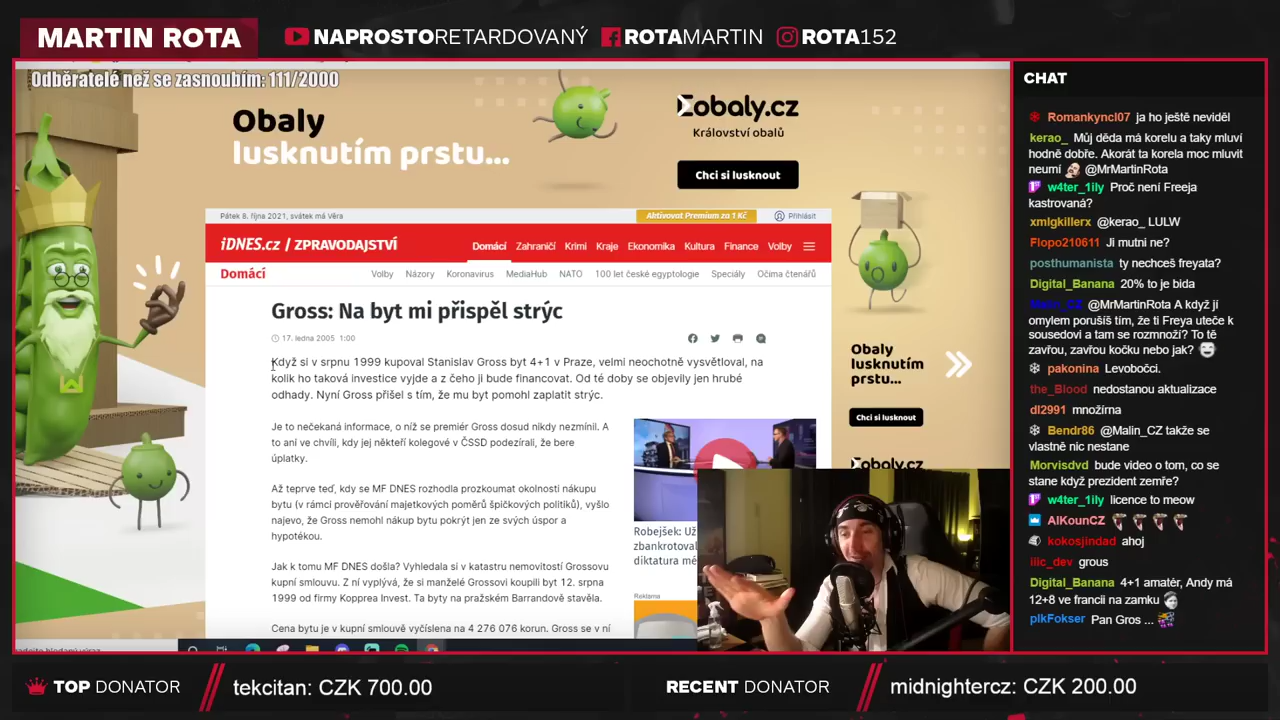 MARTIN ROTA
NAPROSTORETARDOVANÝ
ROTAMARTIN
ROTA152
Odběratelé než se zasnoubím: 111/2000
Obaly
lusknutím prstu...
Eobaly.cz
Království obalů
Chci si lusknout
Pátek 8. října 2021, svátek má Věra
Aktivovat Premium za 1 Kč
Přihlásit
iDNES.cz / ZPRAVODAJSTVÍ
Domácí Zahraničí Krimi Kraje Ekonomika Kultura Finance Volby
Domácí
Volby Názory Koronavirus MediaHub NATO 100 let české egyptologie Speciály Očima čtenářů
Gross: Na byt mi přispěl strýc
17. ledna 2005 1:00
Když si v srpnu 1999 kupoval Stanislav Gross byt 4+1 v Praze, velmi neochotně vysvětloval, na
kolik ho taková investice vyjde a z čeho ji bude financovat. Od té doby se objevily jen hrubé
odhady. Nyní Gross přišel s tím, že mu byt pomohl zaplatit strýc.
Je to nečekaná informace, o níž se premiér Gross dosud nikdy nezmínil. A
to ani ve chvíli, kdy jej někteří kolegové v ČSSD podezírali, že bere
úplatky.
Až teprve teď, kdy se MF DNES rozhodla prozkoumat okolnosti nákupu
bytu (v rámci prověřování majetkových poměrů špičkových politiků), vyšlo
najevo, že Gross nemohl nákup bytu pokrýt jen ze svých úspor a
hypotékou.
Jak k tomu MF DNES došla? Vyhledala si v katastru nemovitostí Grossovu
kupní smlouvu. Z ní vyplývá, že si manželé Grossovi koupili byt 12. srpna
1999 od firmy Kopprea Invest. Ta byty na pražském Barrandově stavěla.
Cena bytu je v kupní smlouvě vyčíslena na 4 276 076 korun. Gross se v ní
Robejšek: Už
zbankrotoval
diktatura mé
Reklama
Obaly
lusknutím
prstu...
Chci si lusknout
Eobaly.cz
CHAT
Romankyncl07 ja ho ještě neviděl
kerao_ Můj děda má korelu a taky mluví
hodně dobře. Akorát ta korela moc mluvit
neumí @MrMartinRota
w4ter_1ily Proč není Freeja
kastrovaná?
xmlgkillerx @kerao_ LULW
Flopo210611 Ji mutni ne?
posthumanista ty nechceš freyata?
Digital_Banana 20% to je bida
Malin_CZ @MrMartinRota A když jí
omylem porušíš tím, že ti Freya uteče k
sousedovi a tam se rozmnoží? To tě
zavřou, zavřou kočku nebo jak?
pakonina Levobočci.
the_Blood nedostanou aktualizace
dl2991 množírna
Bendr86 @Malin_CZ takže se
vlastně nic nestane
Morvisdvd bude video o tom, co se
stane když prezident zemře?
w4ter_1ily licence to meow
AlKounCZ
kokosjindad ahoj
iiic_dev grous
Digital_Banana 4+1 amatér, Andy má
12+8 ve francii na zamku
plkFokser Pan Gros ...
TOP DONATOR
tekcitan: CZK 700.00
RECENT DONATOR
midnightercz: CZK 200.00